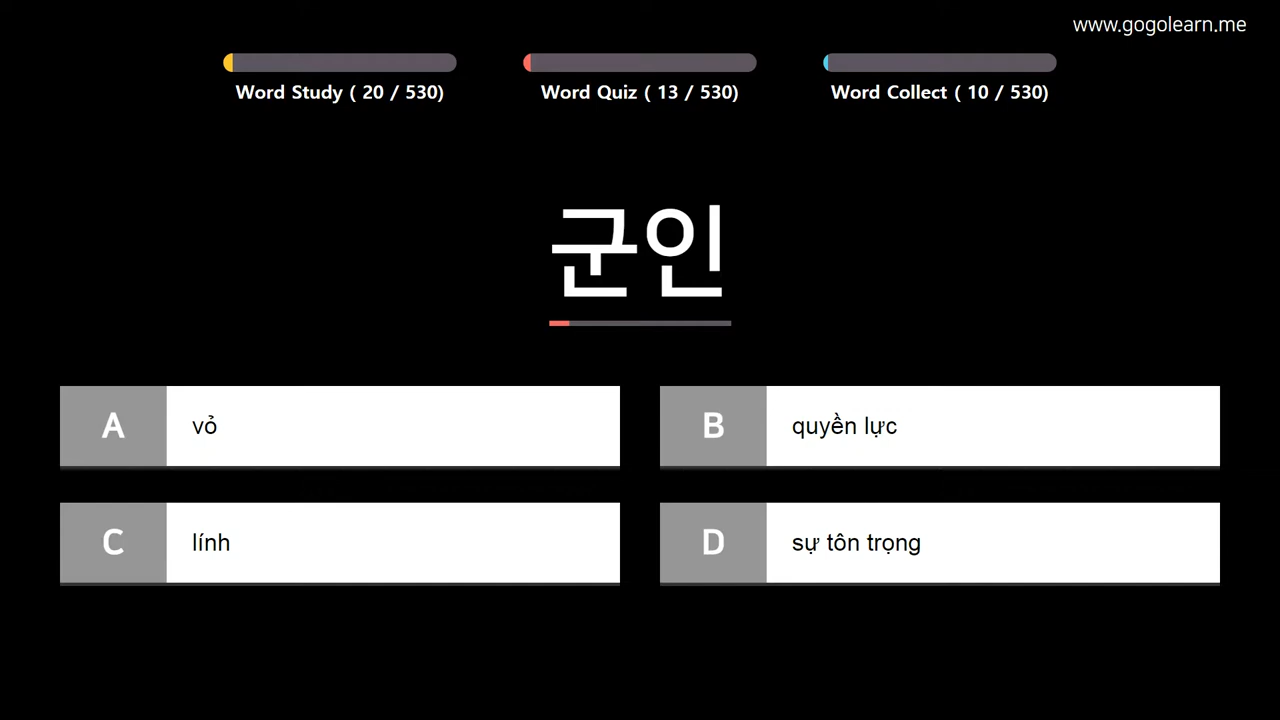 www.gogolearn.me
Word Study ( 20 / 530)
Word Quiz ( 13 / 530)
Word Collect ( 10 / 530)
군인
A
vỏ
B
quyền lực
C
lính
D
sự tôn trọng